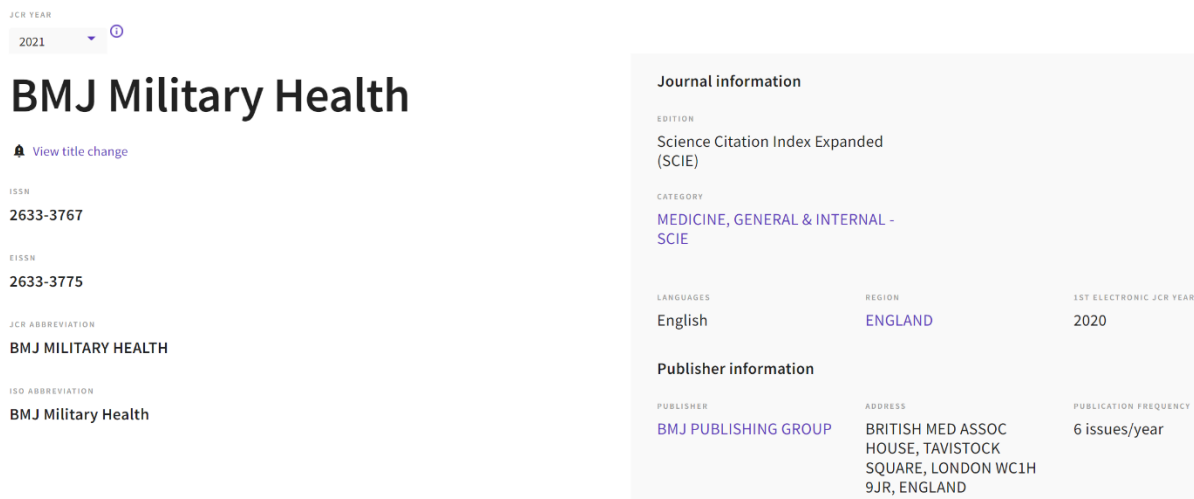 JCR YEAR
2021
BMJ Military Health
View title change
ISSN
2633-3767
EISSN
2633-3775
JCR ABBREVIATION
BMJ MILITARY HEALTH
ISO ABBREVIATION
BMJ Military Health
Journal information
EDITION
Science Citation Index Expanded
(SCIE)
CATEGORY
MEDICINE, GENERAL & INTERNAL -
SCIE
LANGUAGES
English
REGION
ENGLAND
1ST ELECTRONIC JCR YEAR
2020
Publisher information
PUBLISHER
BMJ PUBLISHING GROUP
ADDRESS
BRITISH MED ASSOC
HOUSE, TAVISTOCK
SQUARE, LONDON WC1H
9JR, ENGLAND
PUBLICATION FREQUENCY
6 issues/year